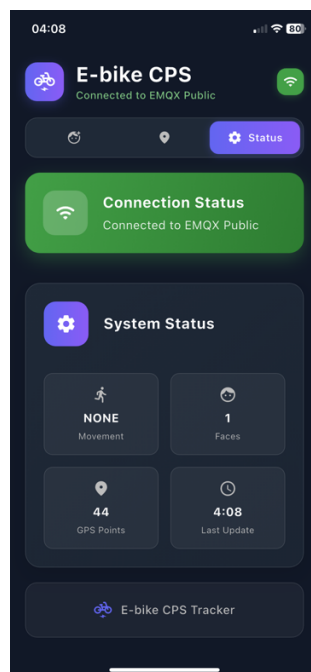 04:08
80
E-bike CPS
Connected to EMQX Public
Status
Connection Status
Connected to EMQX Public
System Status
NONE
Movement
1
Faces
44
GPS Points
4:08
Last Update
E-bike CPS Tracker